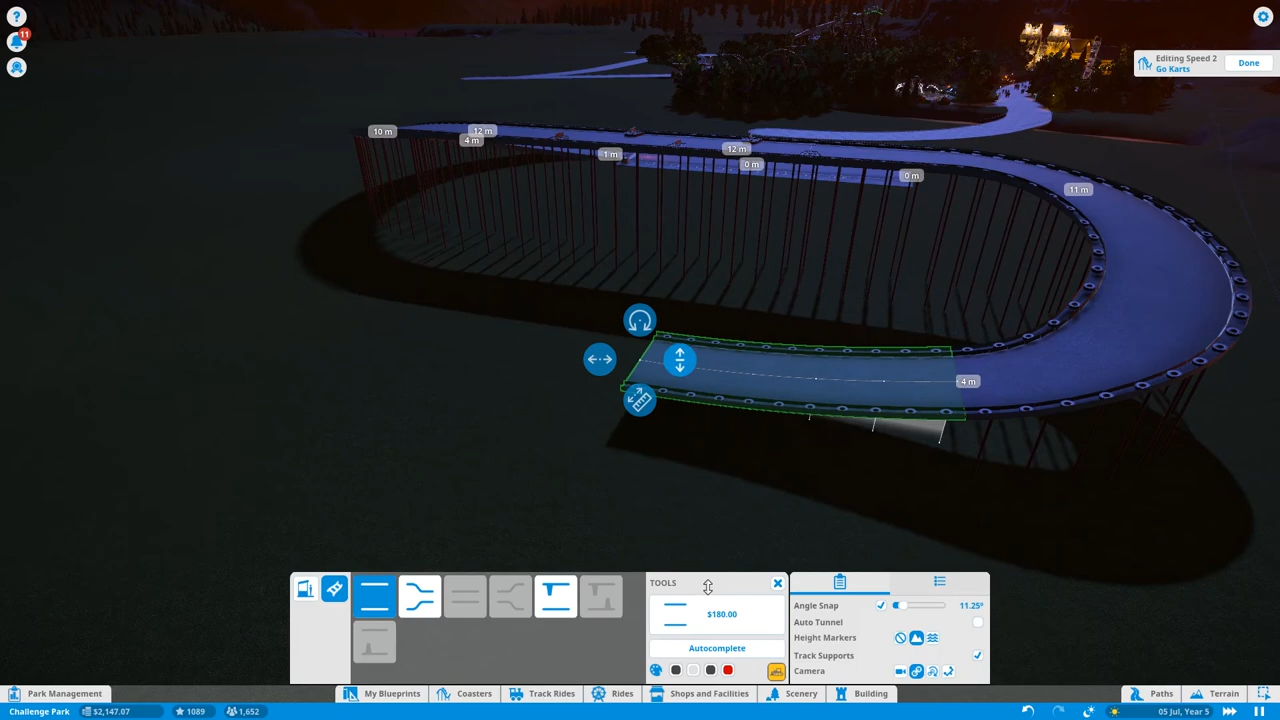 ?
11
Editing Speed 2
Go Karts
Done
10 m
12 m
4 m
1 m
12 m
0 m
0 m
11 m
4 m
TOOLS
$180.00
Autocomplete
Angle Snap
11.25°
Auto Tunnel
Height Markers
Track Supports
Camera
Park Management
My Blueprints
Coasters
Track Rides
Rides
Shops and Facilities
Scenery
Building
Paths
Terrain
Challenge Park
$2,147.07
1089
1,652
05 Jul, Year 5